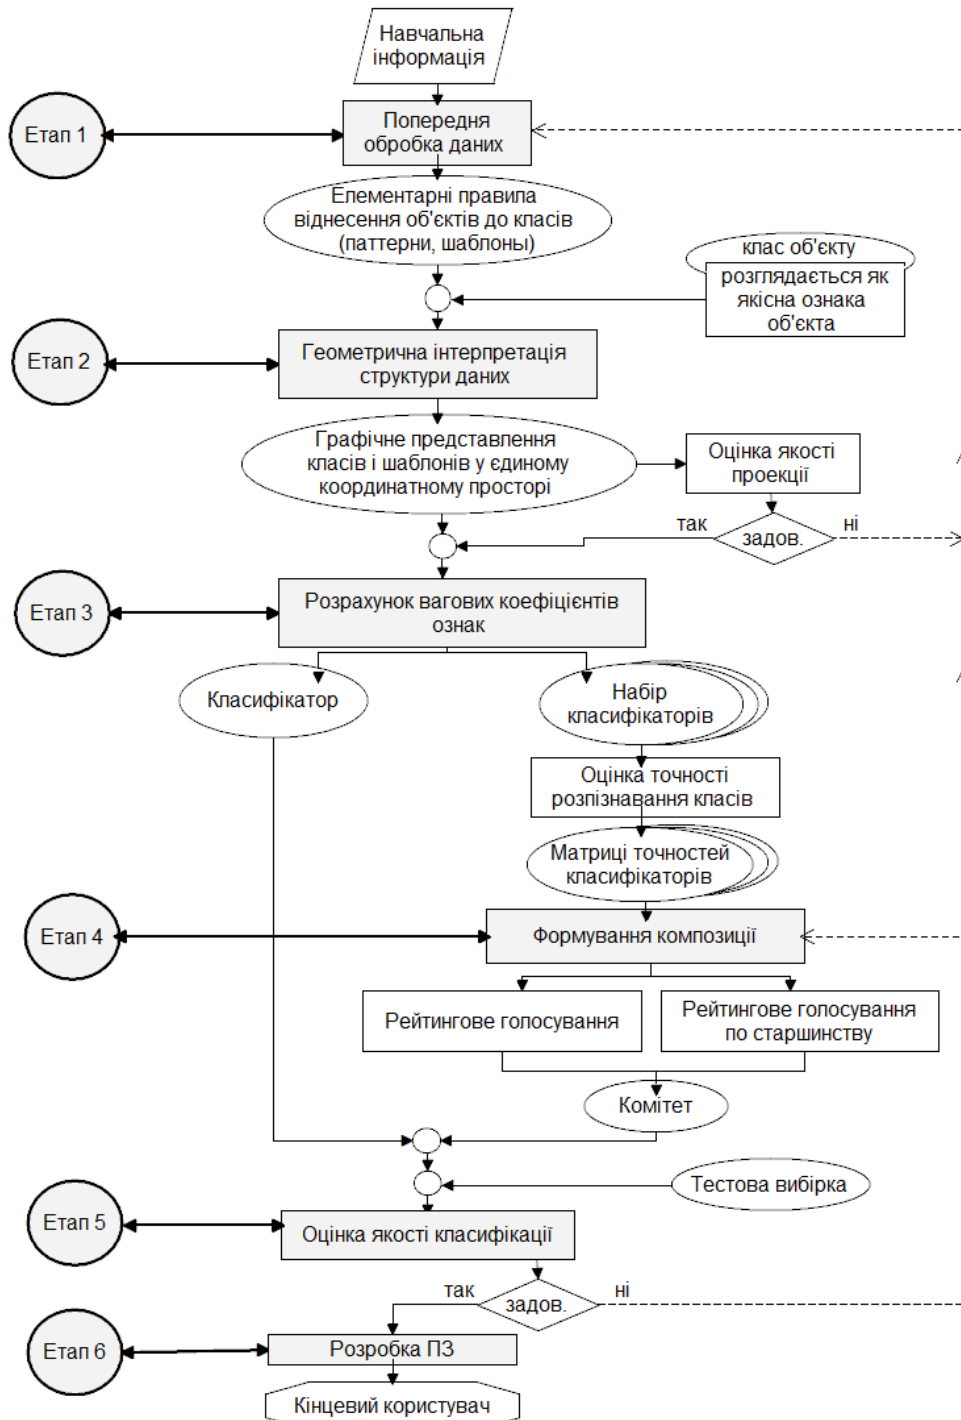 Навчальна
інформація
Етап 1
Попередня
обробка даних
Елементарні правила
віднесення об'єктів до класів
(паттерни, шаблоны)
клас об'єкту
розглядається як
якісна ознака
об'єкта
Етап 2
Геометрична інтерпретація
структури даних
Графічне представлення
класів і шаблонів у єдиному
координатному просторі
Оцінка якості
проекції
так
задов.
ні
Етап 3
Розрахунок вагових коефіцієнтів
ознак
Класифікатор
Набір
класифікаторів
Оцінка точності
розпізнавання класів
Матриці точностей
класифікаторів
Етап 4
Формування композиції
Рейтингове голосування
Рейтингове голосування
по старшинству
Комітет
Тестова вибірка
Етап 5
Оцінка якості класифікації
так
задов.
ні
Етап 6
Розробка ПЗ
Кінцевий користувач